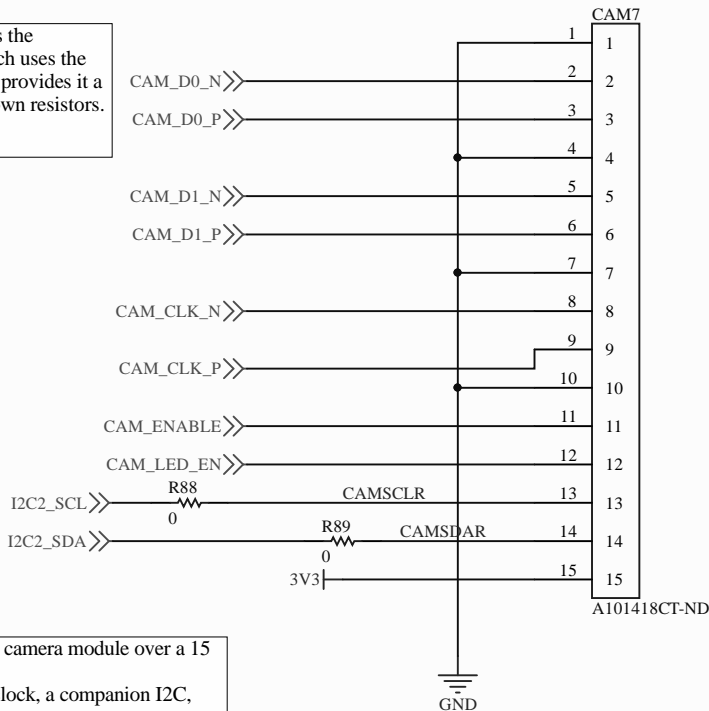 CAM7
s the
ch uses the
provides it a
own resistors.
1 1
CAM_D0_N 2 2
CAM_D0_P 3 3
4 4
CAM_D1_N 5 5
CAM_D1_P 6 6
7 7
CAM_CLK_N 8 8
CAM_CLK_P 9 9
10 10
CAM_ENABLE 11 11
CAM_LED_EN 12 12
I2C2_SCL R88 0 CAMSCLR 13 13
I2C2_SDA R89 0 CAMSDAR 14 14
3V3 15 15
A101418CT-ND
camera module over a 15
lock, a companion I2C,
GND